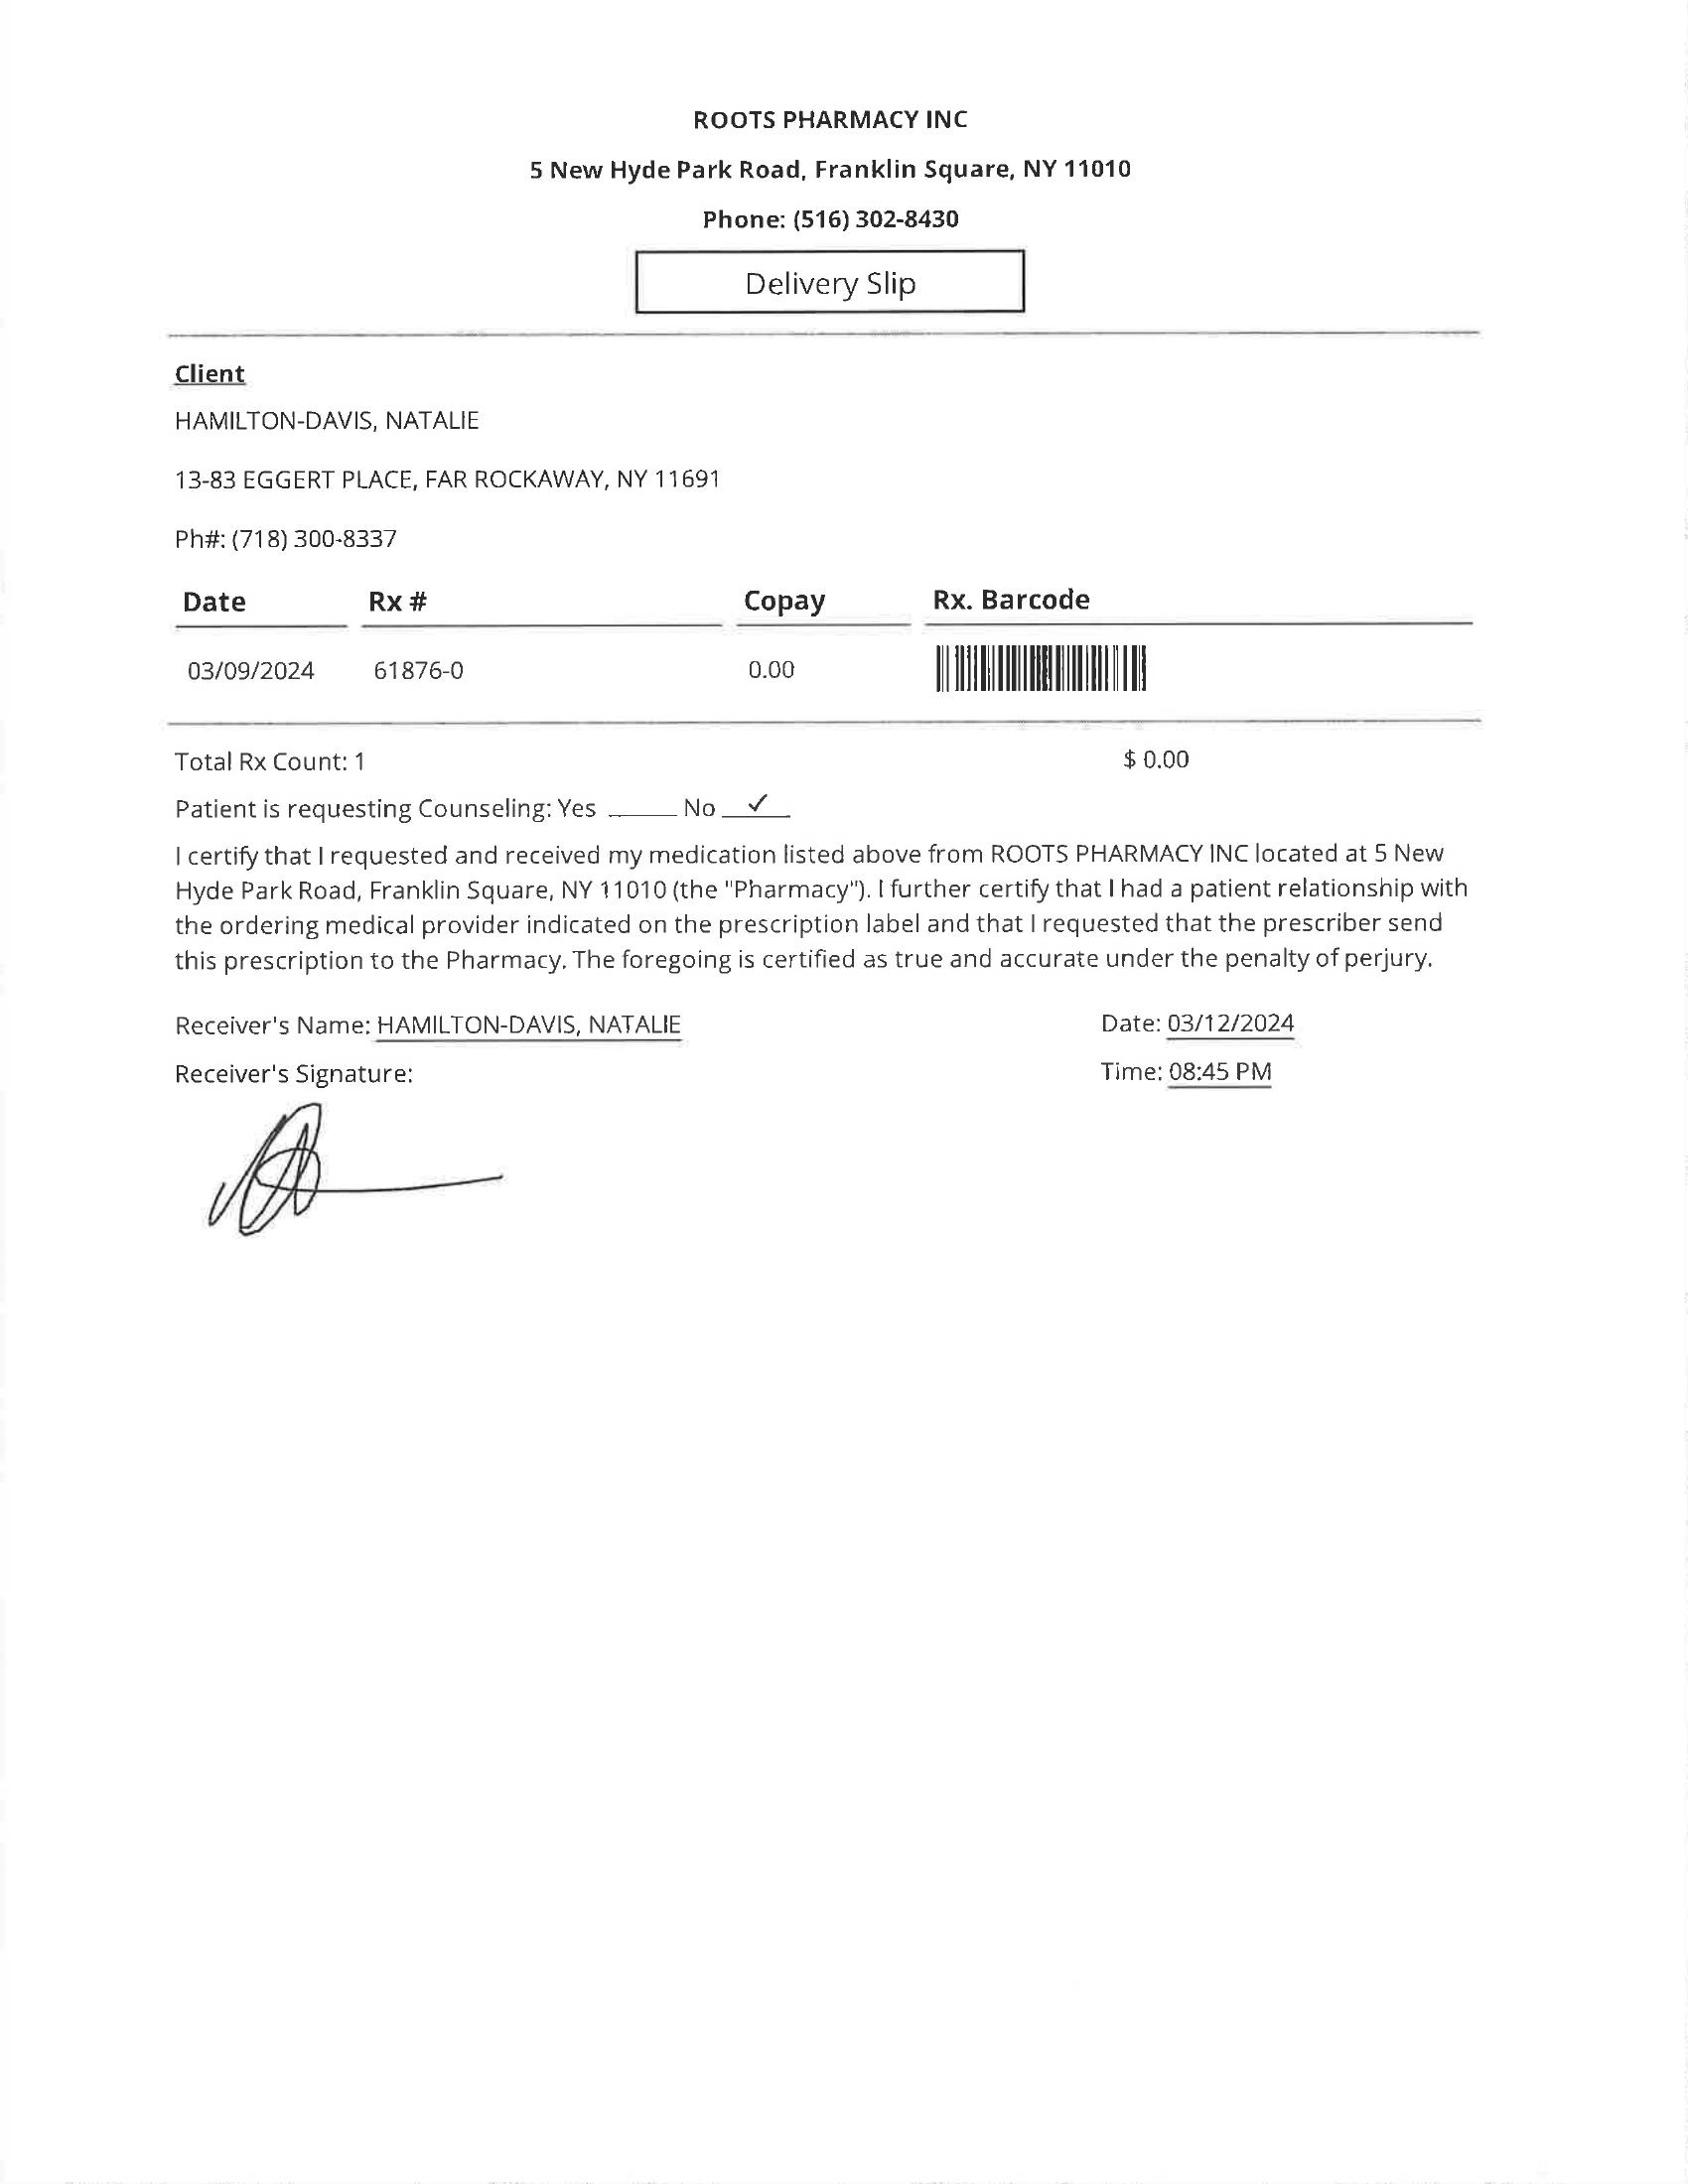 ROOTS PHARMACY INC
5 New Hyde Park Road, Franklin Square, NY 11010
Phone: (516) 302-8430
Delivery Slip
Client
HAMILTON-DAVIS, NATALIE
13-83 EGGERT PLACE, FAR ROCKAWAY, NY 11691
Ph#: (718) 300-8337
Date Rx # Copay Rx. Barcode
03/09/2024 61876-0 0.00
Total Rx Count: 1 $ 0.00
Patient is requesting Counseling: Yes ____ No ✓
I certify that I requested and received my medication listed above from ROOTS PHARMACY INC located at 5 New
Hyde Park Road, Franklin Square, NY 11010 (the "Pharmacy"). I further certify that I had a patient relationship with
the ordering medical provider indicated on the prescription label and that I requested that the prescriber send
this prescription to the Pharmacy. The foregoing is certified as true and accurate under the penalty of perjury.
Receiver's Name: HAMILTON-DAVIS, NATALIE Date: 03/12/2024
Receiver's Signature: Time: 08:45 PM